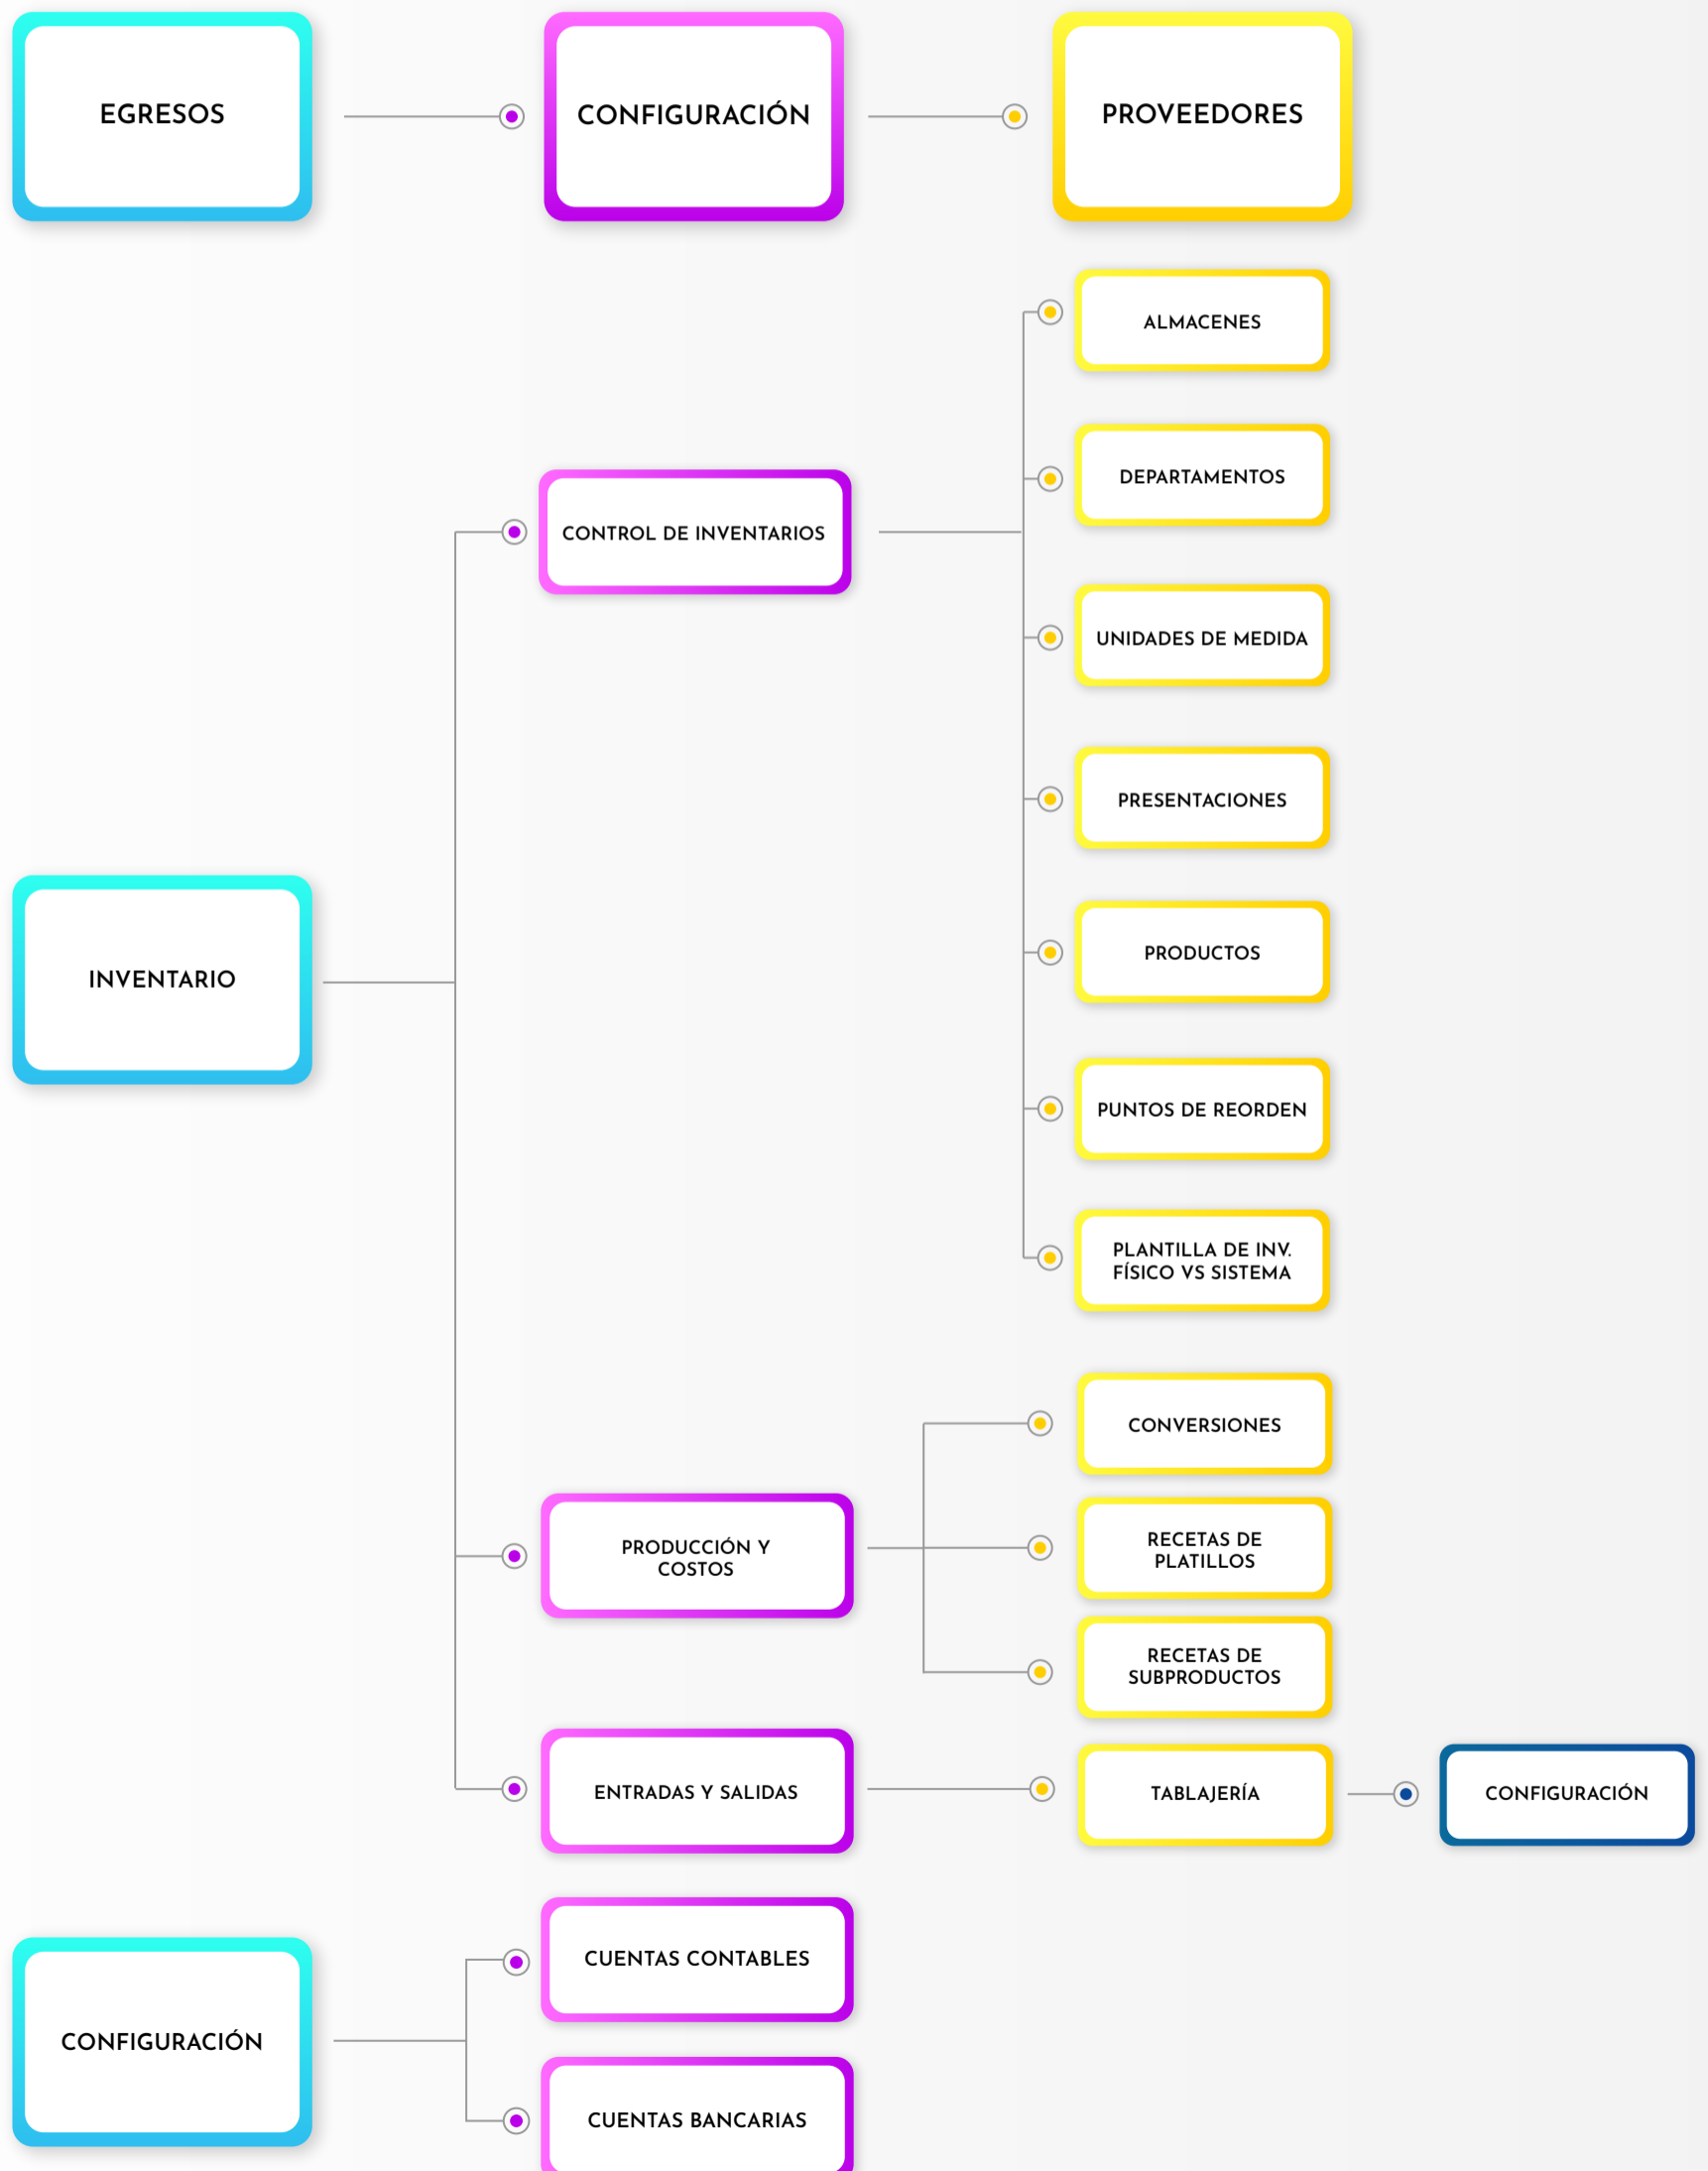 EGRESOS
CONFIGURACIÓN
PROVEEDORES
ALMACENES
DEPARTAMENTOS
CONTROL DE INVENTARIOS
UNIDADES DE MEDIDA
PRESENTACIONES
PRODUCTOS
INVENTARIO
PUNTOS DE REORDEN
PLANTILLA DE INV.
FÍSICO VS SISTEMA
CONVERSIONES
PRODUCCIÓN Y
COSTOS
RECETAS DE
PLATILLOS
RECETAS DE
SUBPRODUCTOS
ENTRADAS Y SALIDAS
TABLAJERÍA
CONFIGURACIÓN
CUENTAS CONTABLES
CONFIGURACIÓN
CUENTAS BANCARIAS